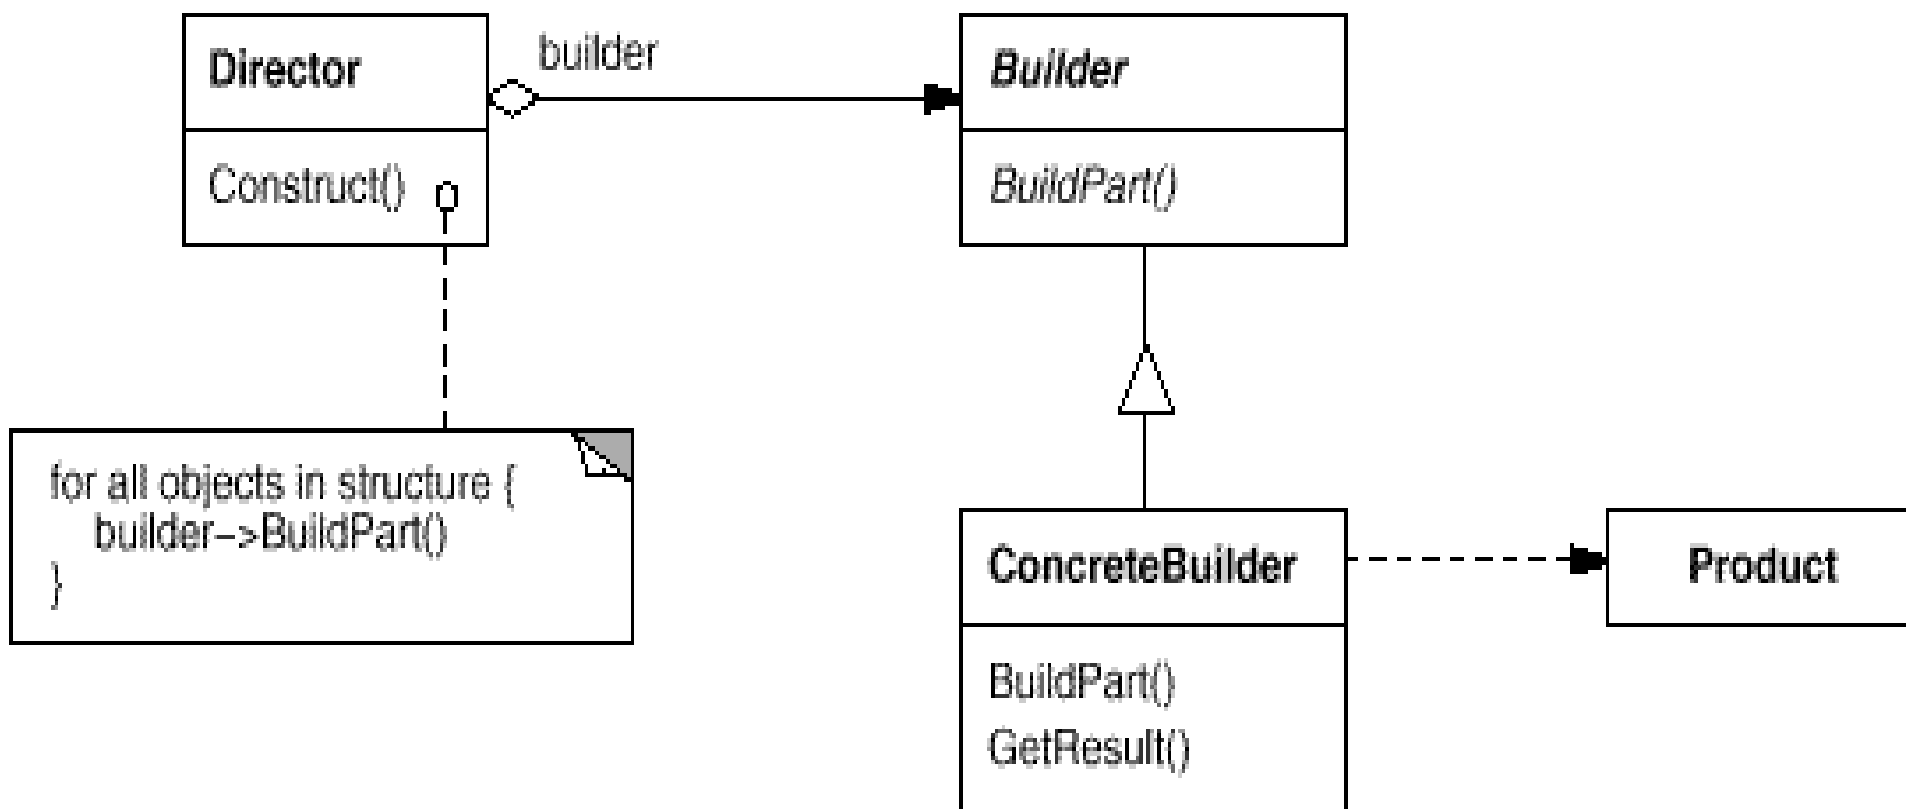 Director
builder
Builder
Construct()
BuildPart()
for all objects in structure {
builder->BuildPart()
}
ConcreteBuilder
Product
BuildPart()
GetResult()